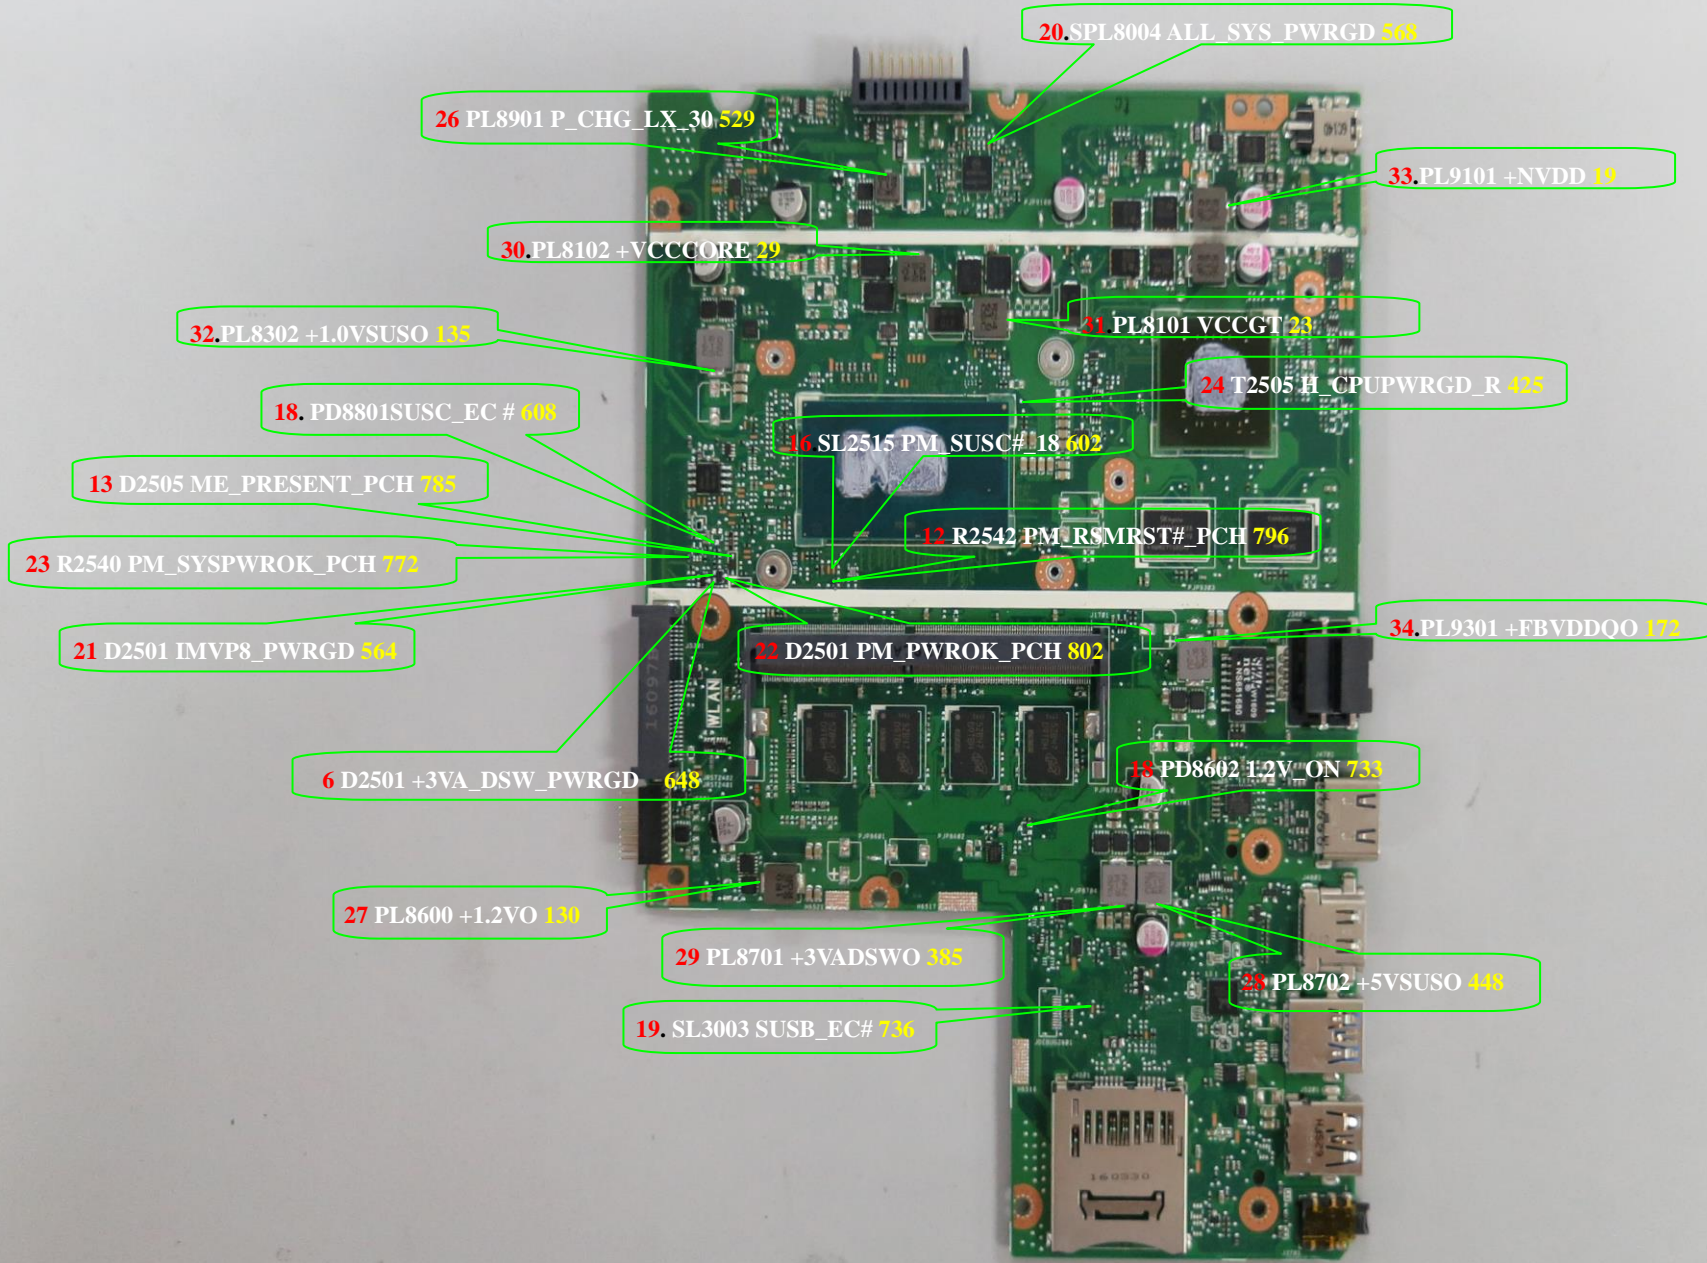 20.SPL8004 ALL_SYS_PWRGD 568
26 PL8901 P_CHG_LX_30 529
33.PL9101 +NVDD 19
30.PL8102 +VCCCORE 29
31.PL8101 VCCGT 23
32.PL8302 +1.0VSUSO 135
24 T2505 H_CPUPWRGD_R 425
18. PD8801SUSC_EC # 608
16 SL2515 PM_SUSC#_18 602
13 D2505 ME_PRESENT_PCH 785
12 R2542 PM_RSMRST#_PCH 796
23 R2540 PM_SYSPWROK_PCH 772
34.PL9301 +FBVDDQO 172
21 D2501 IMVP8_PWRGD 564
22 D2501 PM_PWROK_PCH 802
WLAN
6 D2501 +3VA_DSW_PWRGD 648
18 PD8602 1.2V_ON 733
27 PL8600 +1.2VO 130
29 PL8701 +3VADSWO 385
28 PL8702 +5VSUSO 448
19. SL3003 SUSB_EC# 736
160330